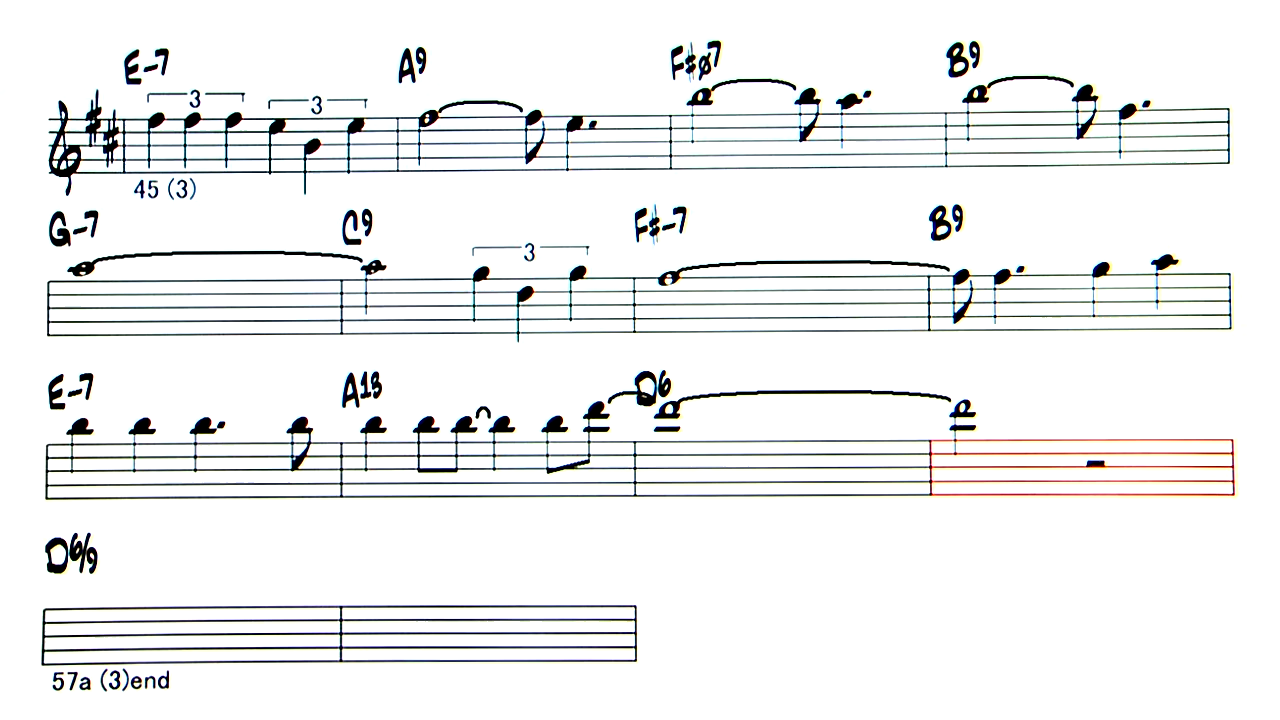 E-7 A9 F#ø7 B9
3 3
45 (3)
G-7 C9 F#-7 B9
3
E-7 A13 D6
D6/9
57a (3)end